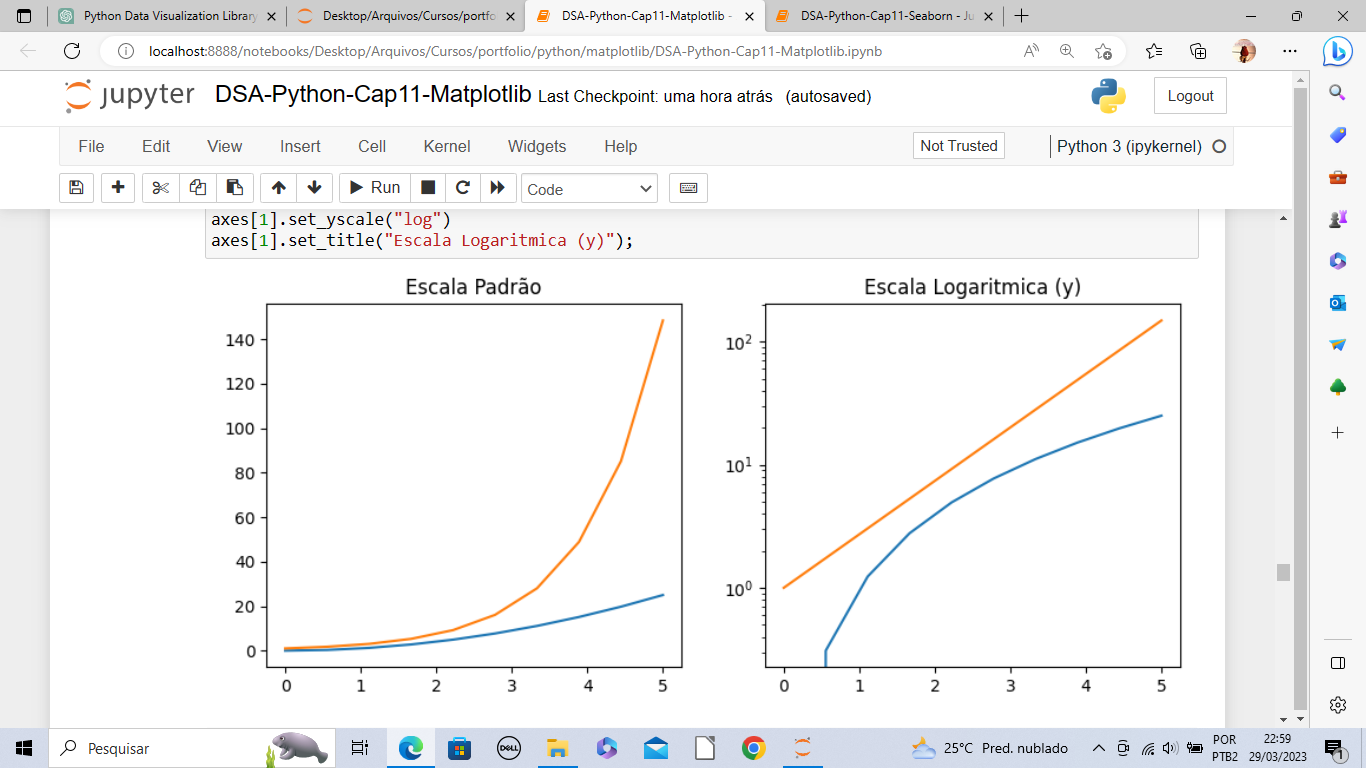 Python Data Visualization Library
Desktop/Arquivos/Cursos/portfo
DSA-Python-Cap11-Matplotlib -
DSA-Python-Cap11-Seaborn - Ju
localhost:8888/notebooks/Desktop/Arquivos/Cursos/portfolio/python/matplotlib/DSA-Python-Cap11-Matplotlib.ipynb
jupyter DSA-Python-Cap11-Matplotlib Last Checkpoint: uma hora atrás (autosaved)
Logout
File Edit View Insert Cell Kernel Widgets Help
Not Trusted
Python 3 (ipykernel)
Run
Code
axes[1].set_yscale("log")
axes[1].set_title("Escala Logaritmica (y)");
Escala Padrão
140
120
100
80
60
40
20
0
0 1 2 3 4 5
Escala Logaritmica (y)
10²
10¹
10⁰
0 1 2 3 4 5
Pesquisar
DELL
25°C Pred. nublado
POR
PTB2
22:59
29/03/2023
1